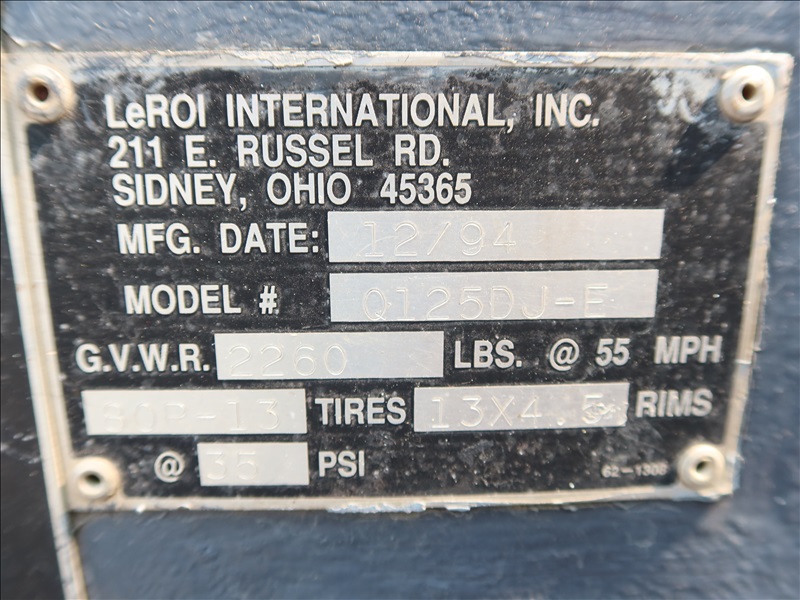 LeROI INTERNATIONAL, INC.
211 E. RUSSEL RD.
SIDNEY, OHIO 45365
MFG. DATE: 12/94
MODEL # Q125DJ-E
G.V.W.R. 2260 LBS. @ 55 MPH
TIRES 13X4.5 RIMS
@ 35 PSI
62-1308